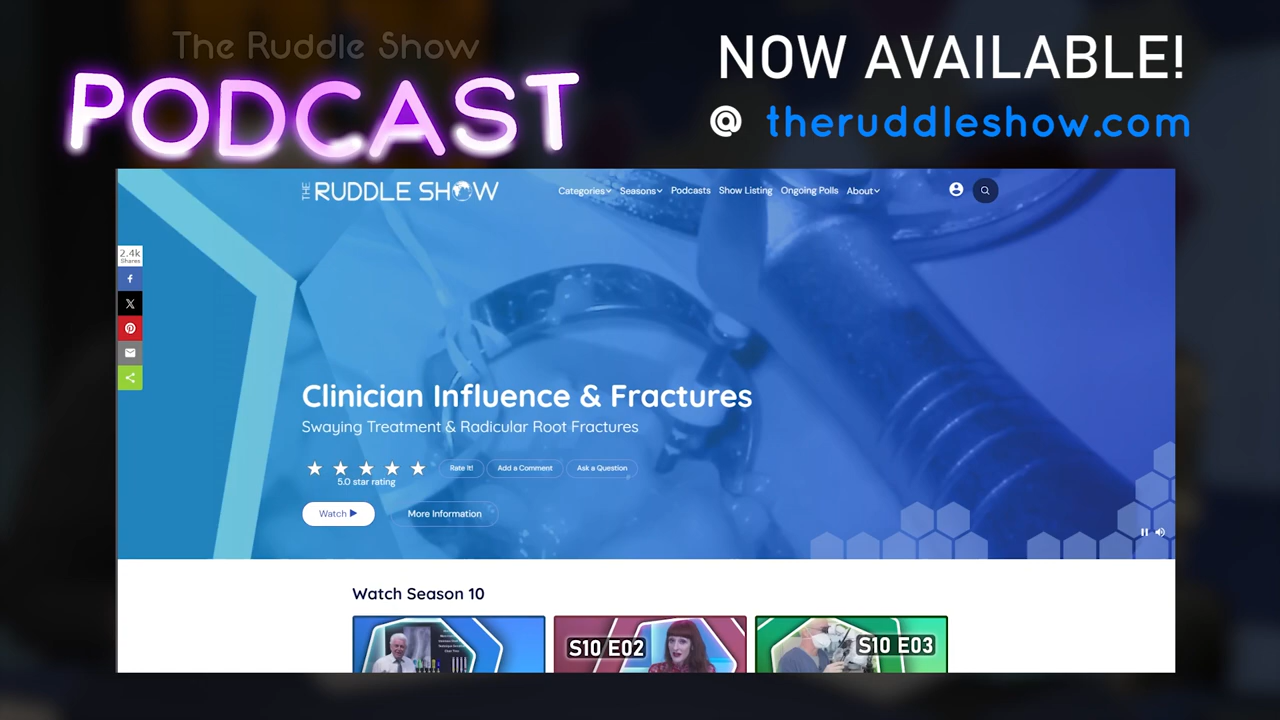 The Ruddle Show
PODCAST
NOW AVAILABLE!
@ theruddleshow.com
THE RUDDLE SHOW
Categories Seasons Podcasts Show Listing Ongoing Polls About
2.4k
Shares
Clinician Influence & Fractures
Swaying Treatment & Radicular Root Fractures
Rate It! Add a Comment Ask a Question
5.0 star rating
Watch More Information
Watch Season 10
S10 E02
S10 E03